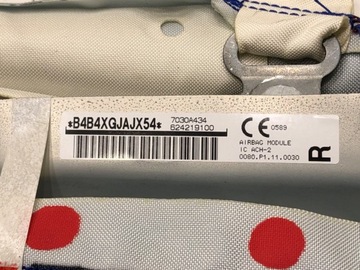 *B4B4XGJAJX54*
7030A434
624219100
CE 0589
AIRBAG MODULE
IC ACH-2
0080.P1.11.0030
R